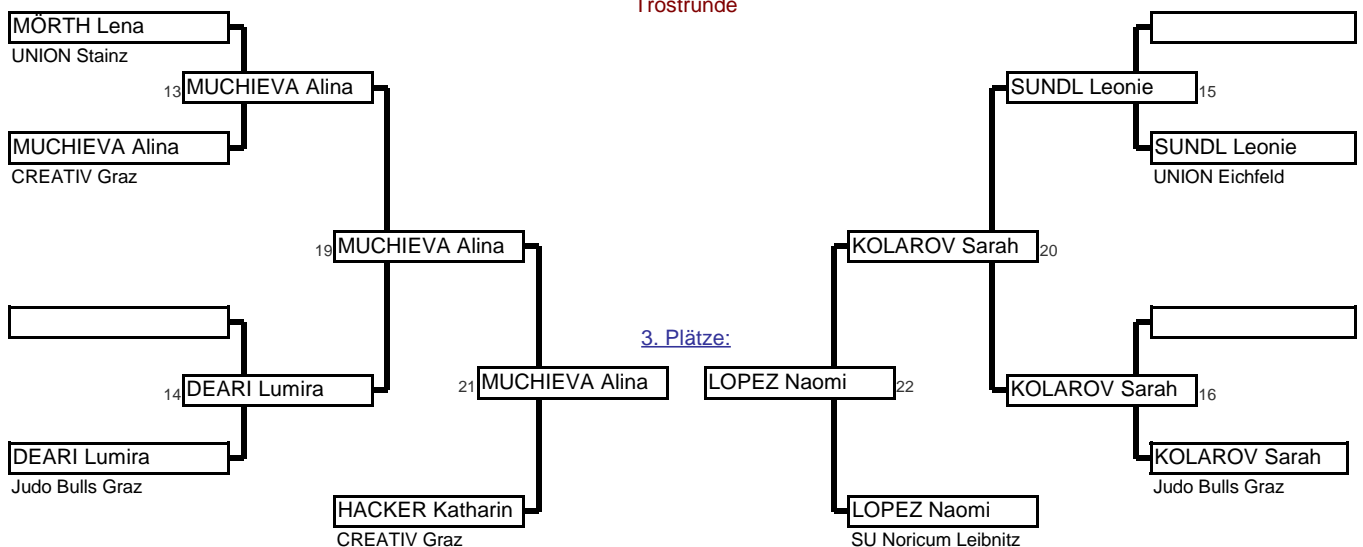 Trostrunde
MÖRTH Lena
UNION Stainz
13 MUCHIEVA Alina
SUNDL Leonie 15
MUCHIEVA Alina
CREATIV Graz
SUNDL Leonie
UNION Eichfeld
19 MUCHIEVA Alina
KOLAROV Sarah 20
3. Plätze:
14 DEARI Lumira
21 MUCHIEVA Alina
LOPEZ Naomi 22
KOLAROV Sarah 16
DEARI Lumira
Judo Bulls Graz
KOLAROV Sarah
Judo Bulls Graz
HACKER Katharin
CREATIV Graz
LOPEZ Naomi
SU Noricum Leibnitz